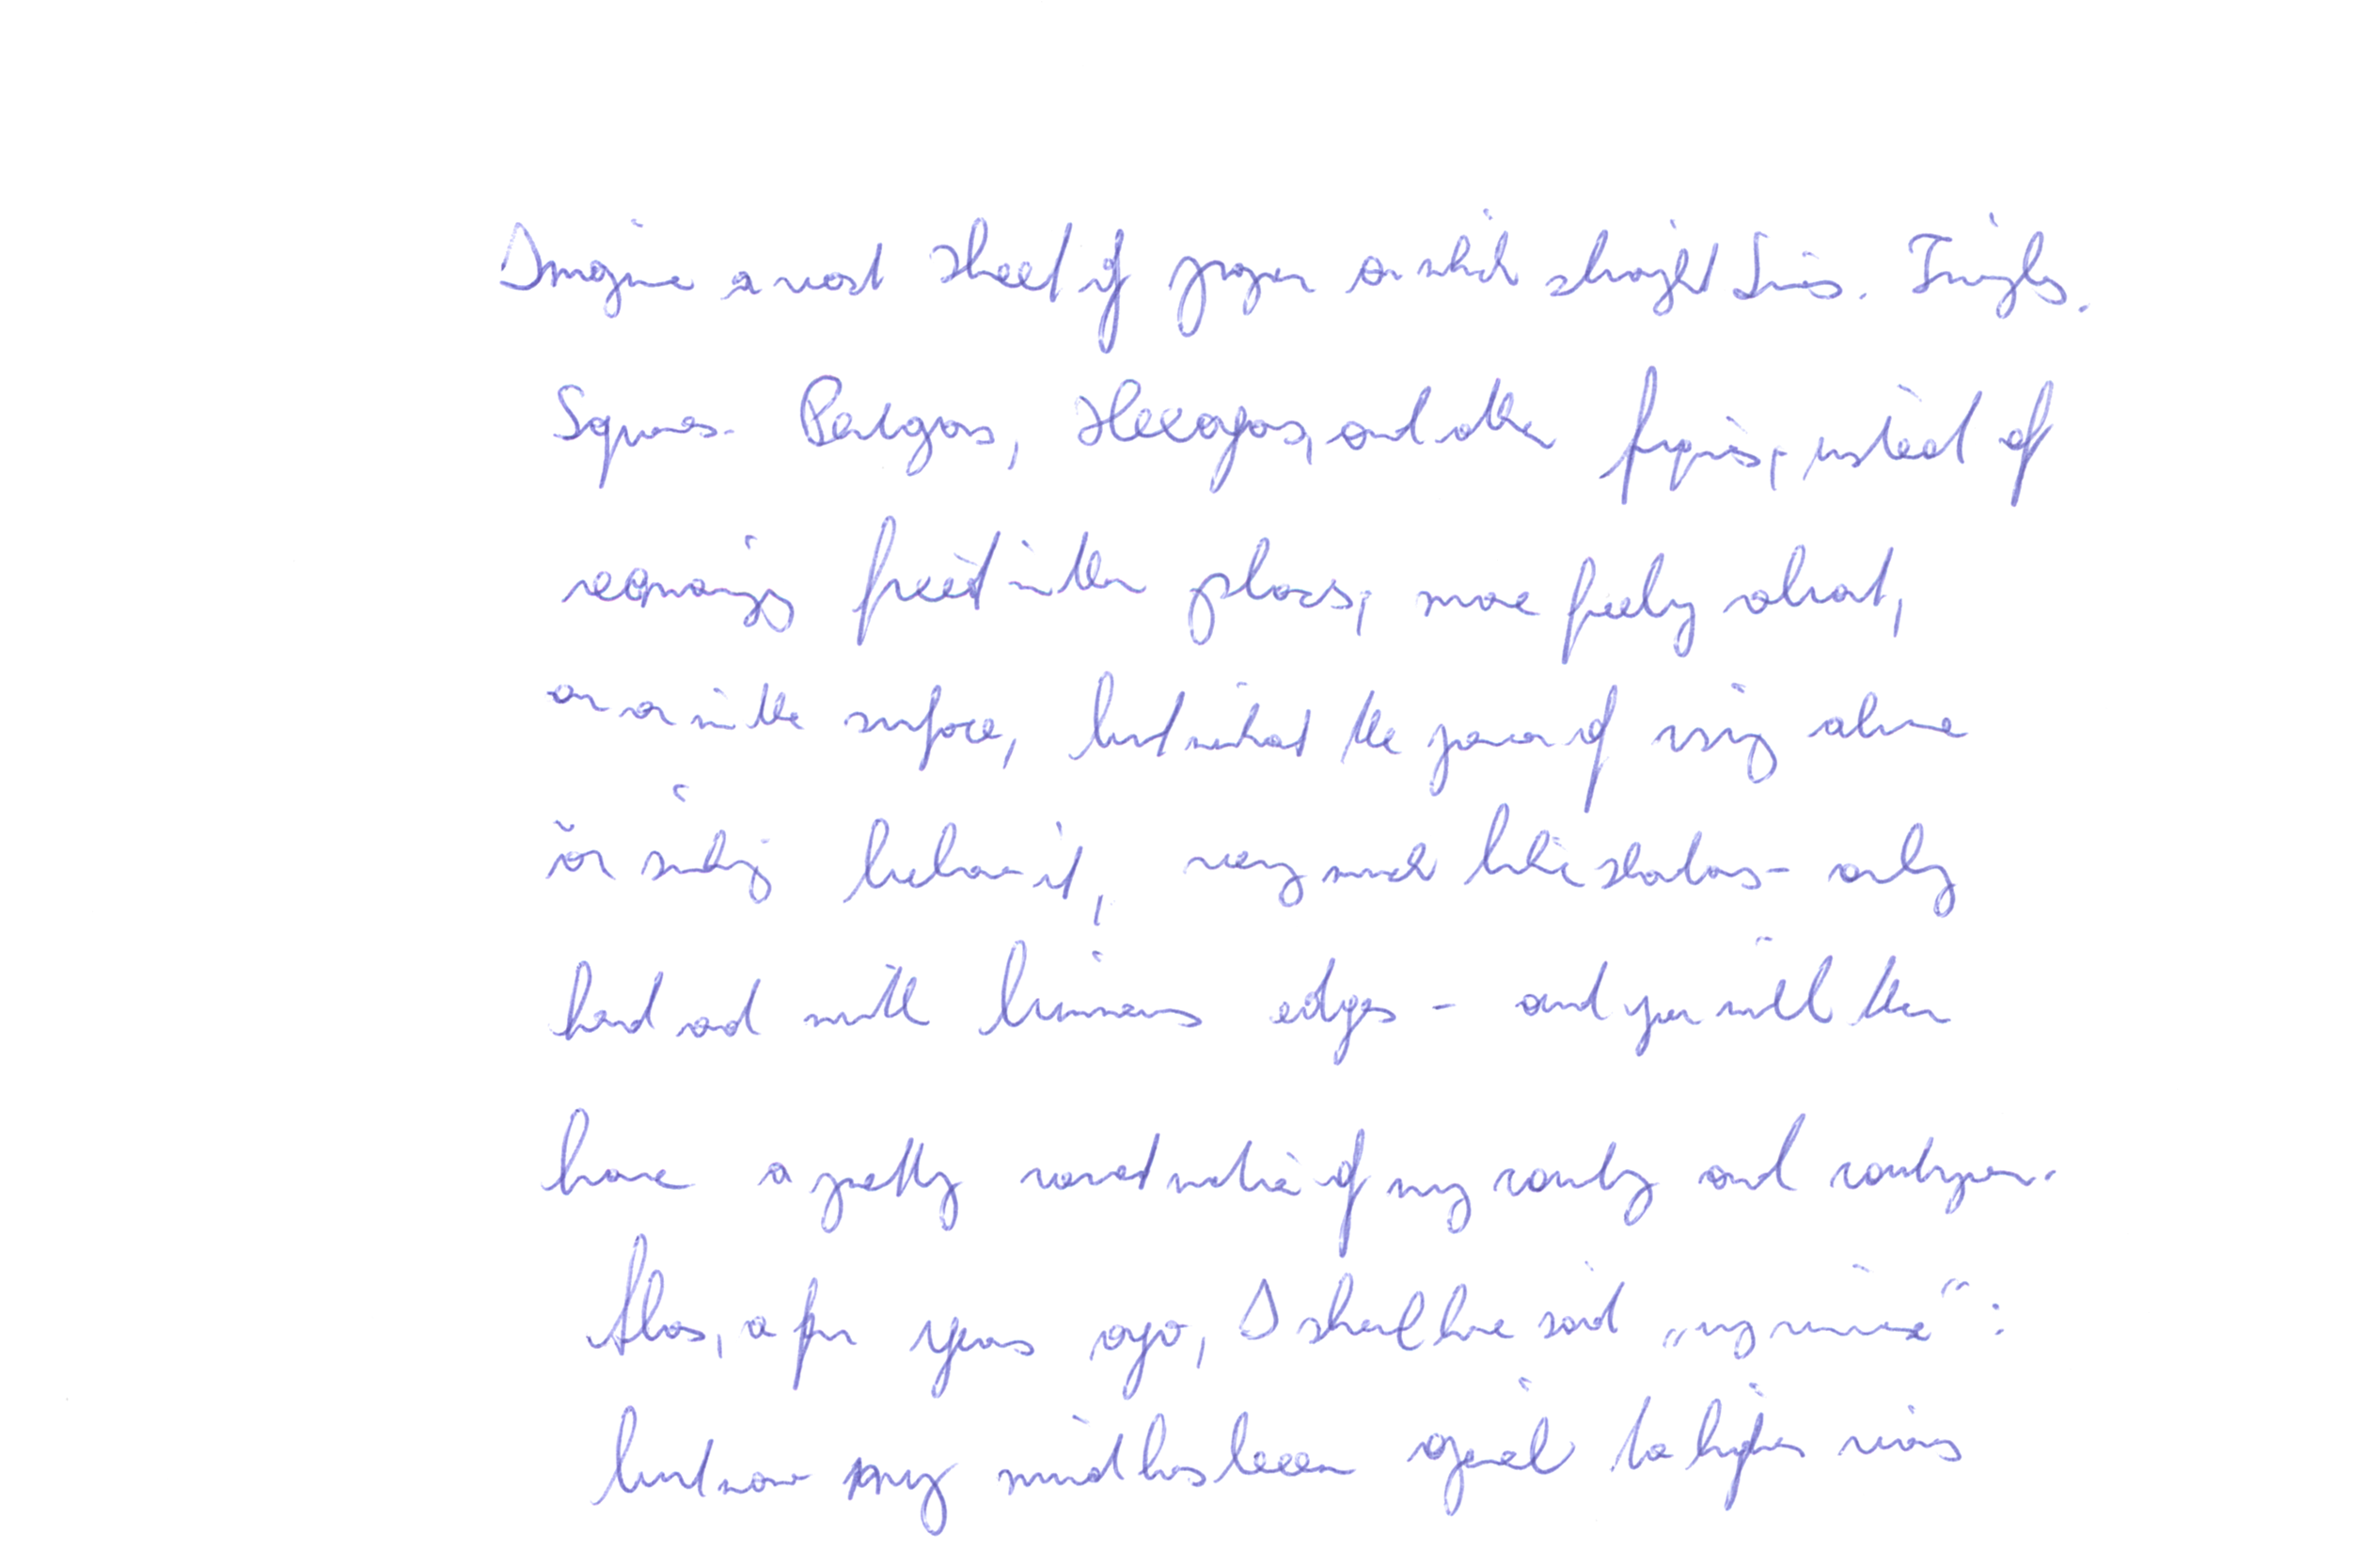 Imagine a vast sheet of paper on which straight Lines. Triangles.
Squares. Pentagons, Hexagons, and other figures, instead of
remaining fixed in their places, move freely about,
on or in the surface, but without the power of rising above
or sinking below it, very much like shadows - only
hard and with luminous edges - and you will then
have a pretty correct notion of my country and countrymen.
Alas, a few years ago, I should have said "my universe":
but now my mind has been opened to higher views